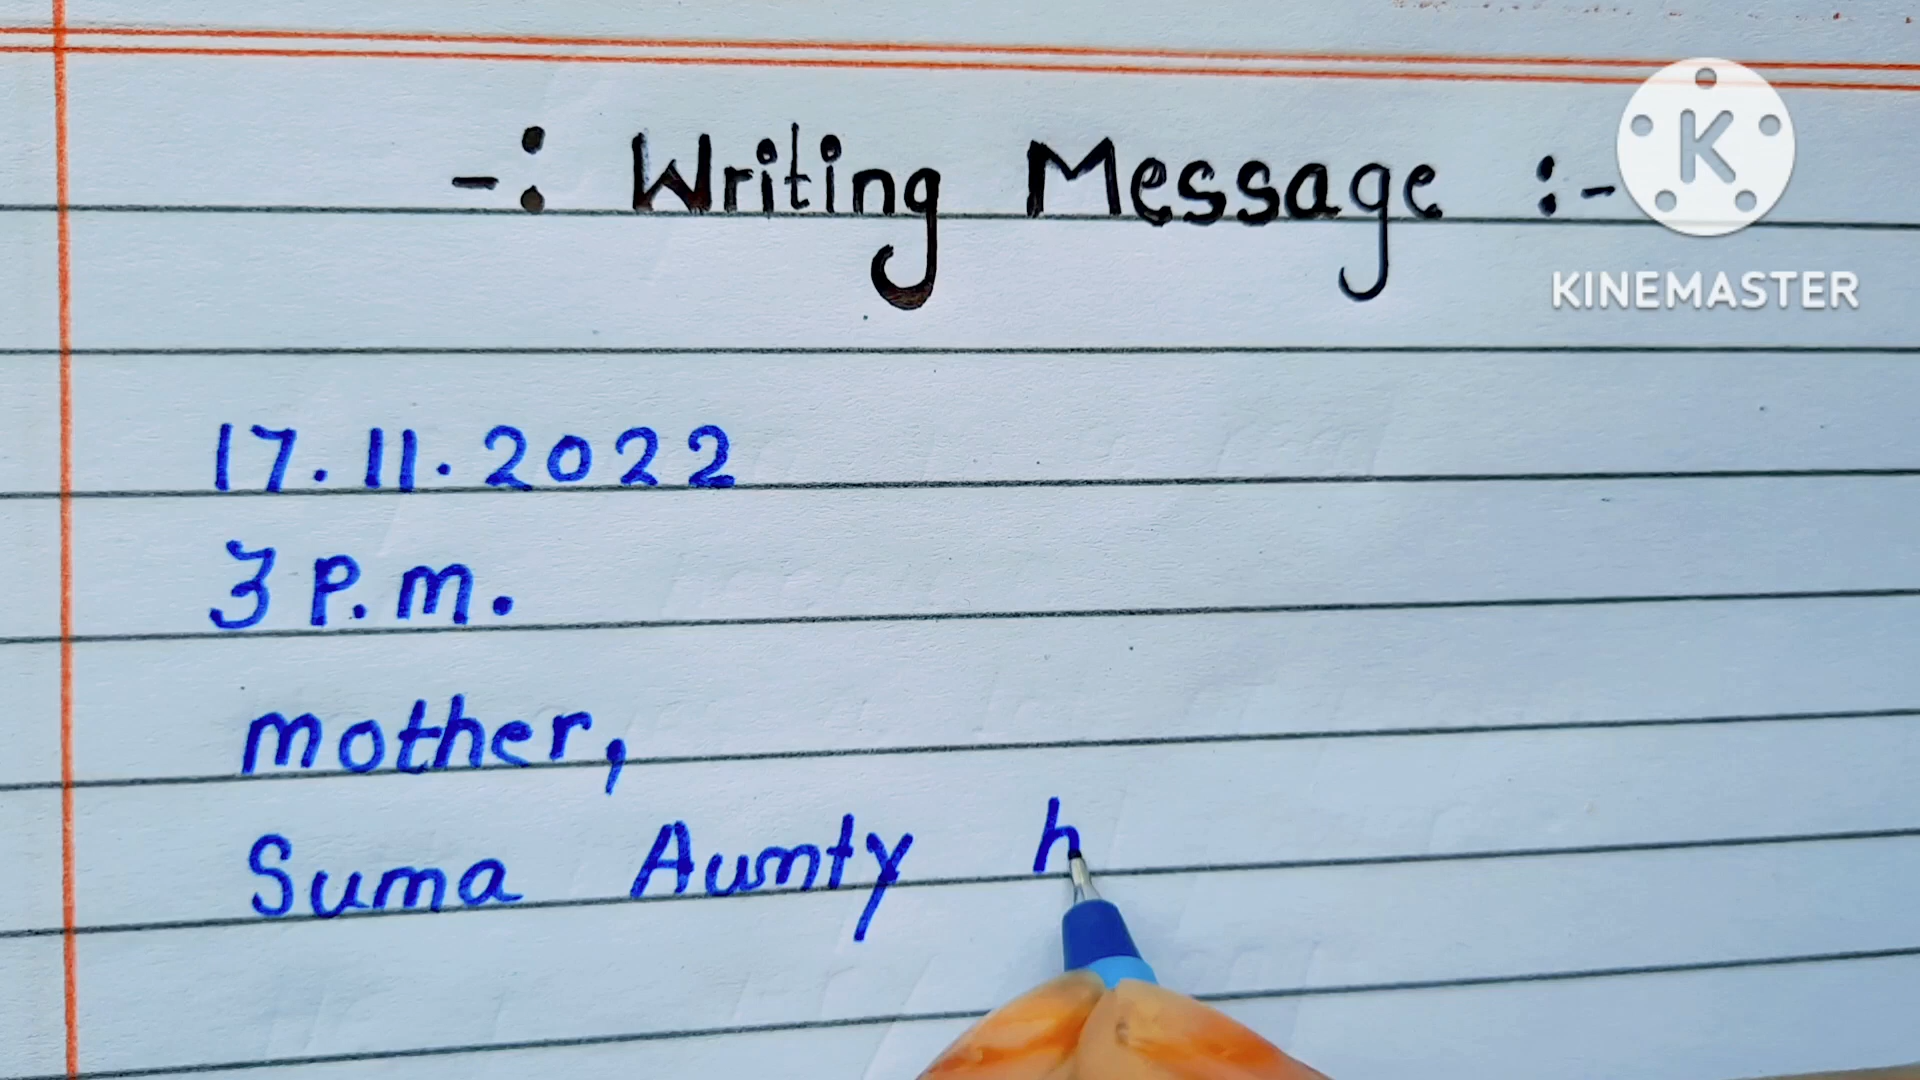 -: Writing Message :-
K
KINEMASTER
17.11.2022
3 P.m.
mother,
Suma Aunty h